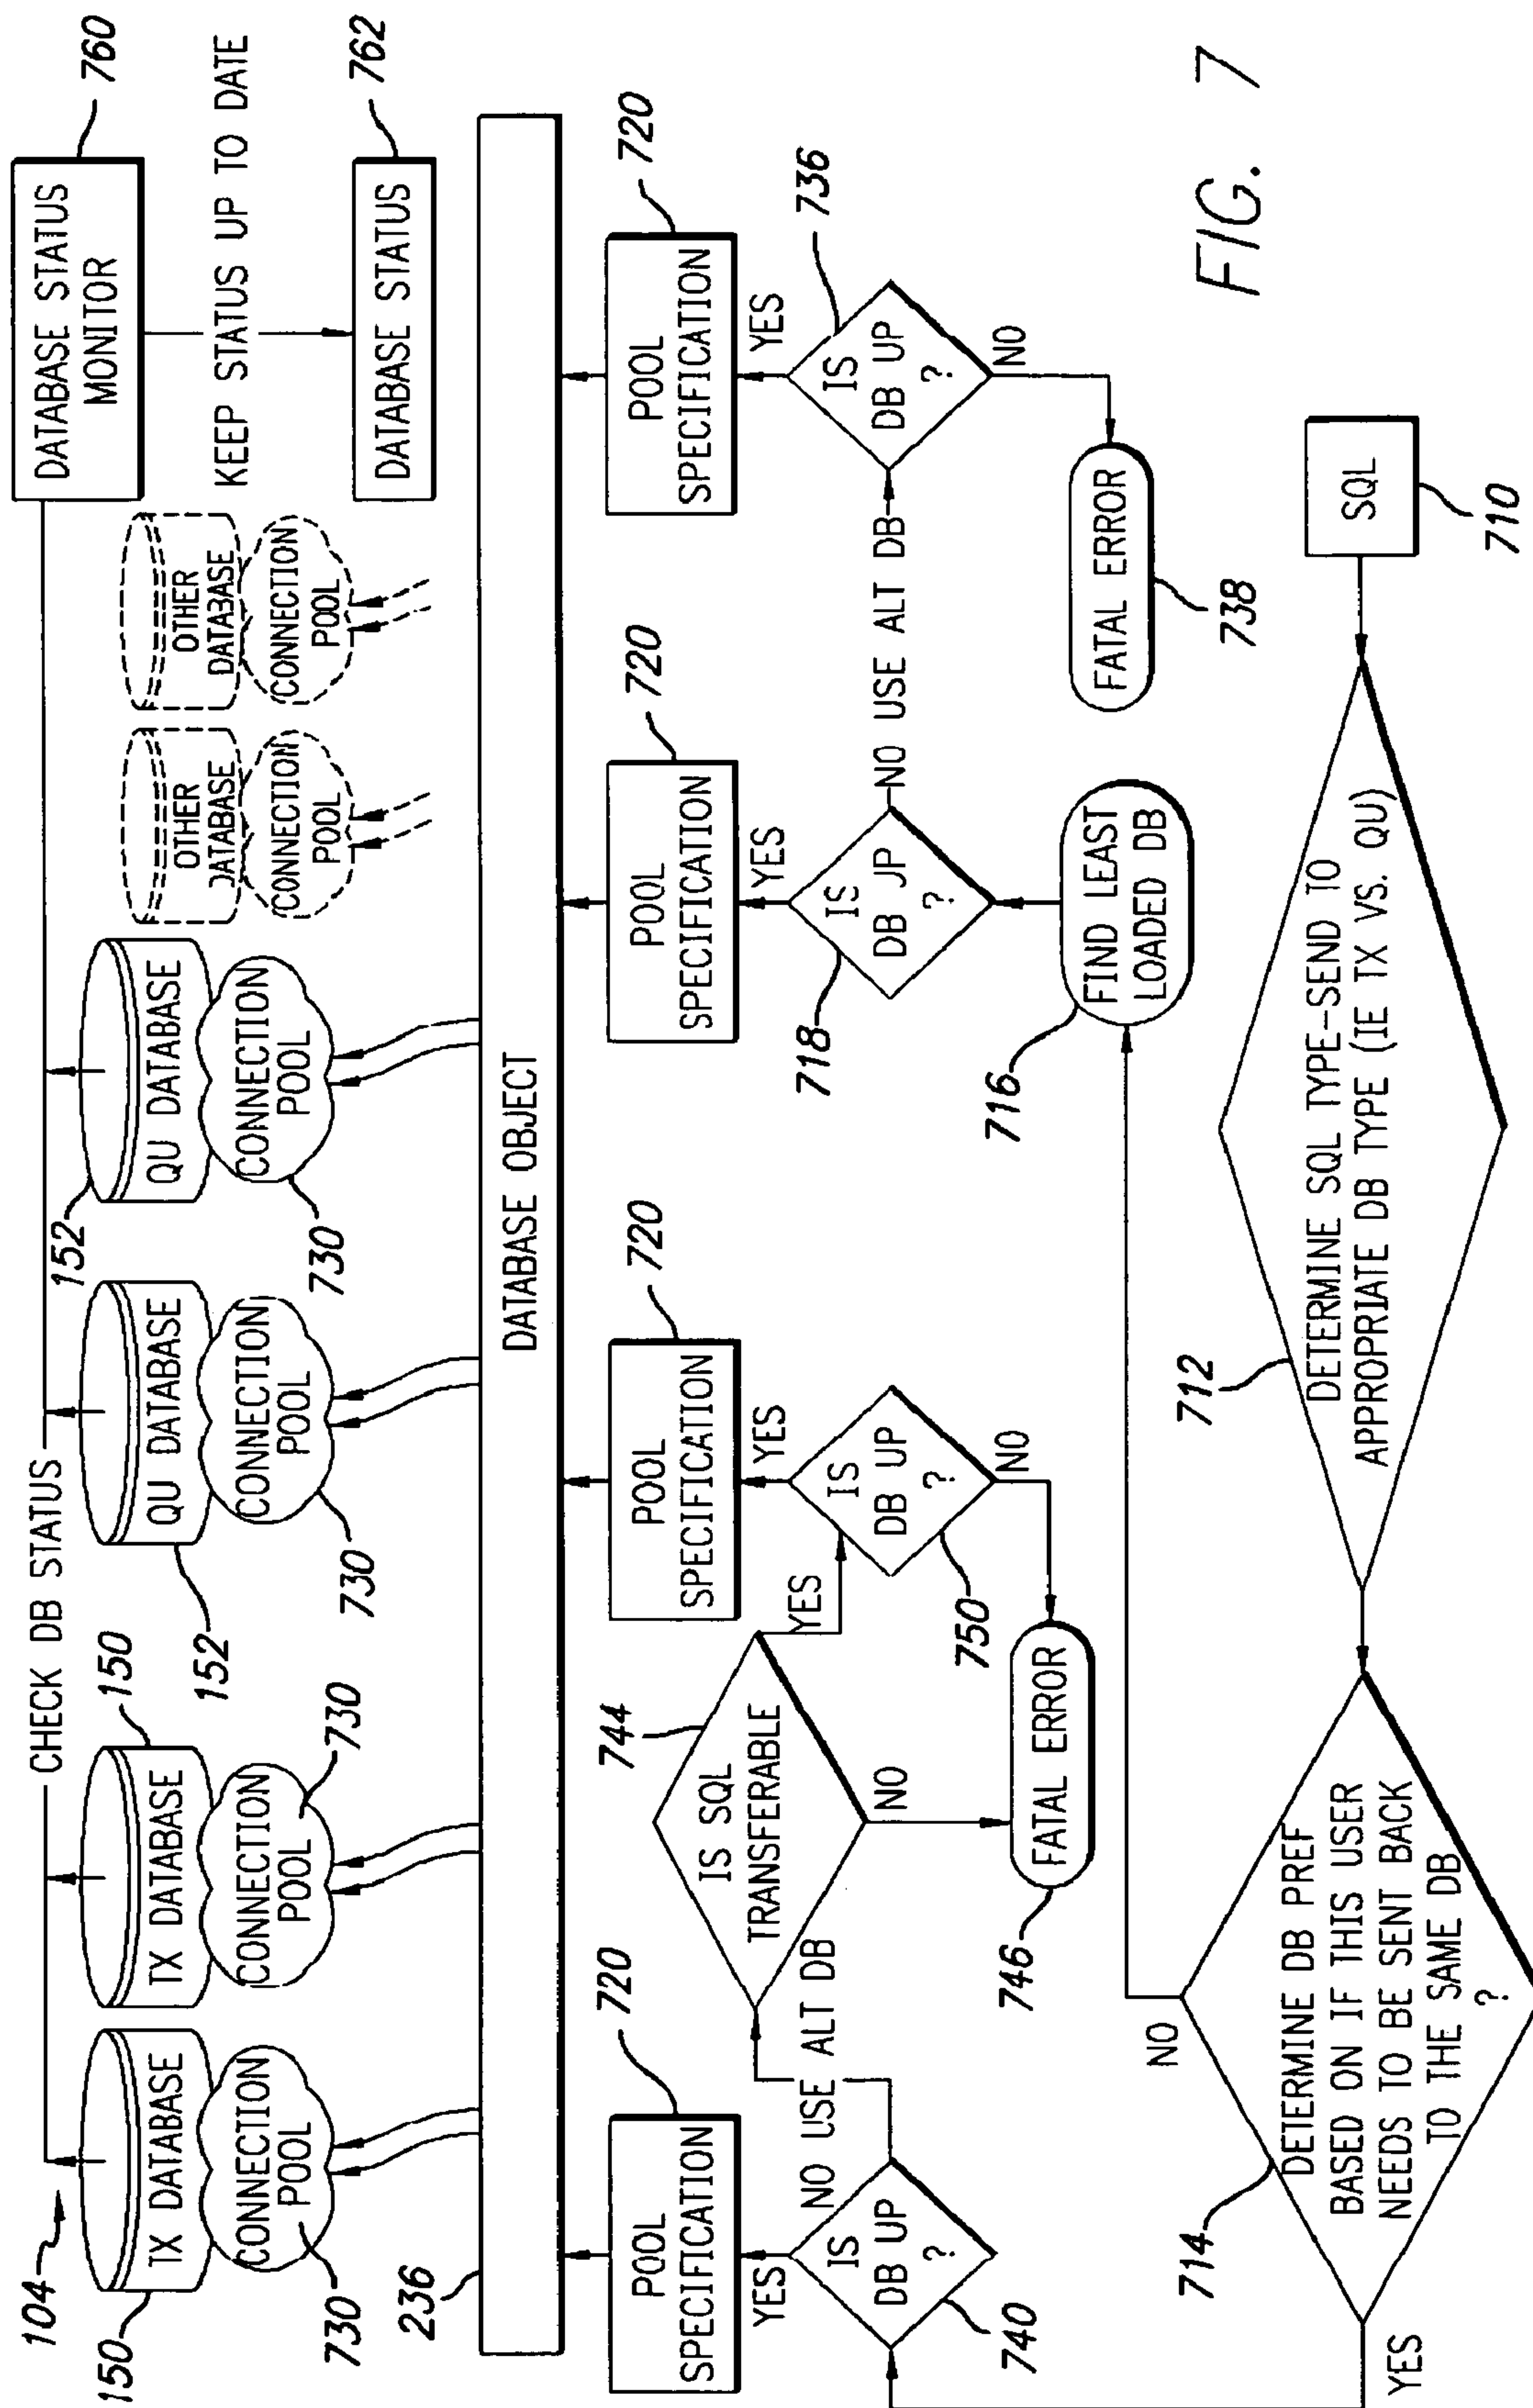 104
CHECK DB STATUS
DATABASE STATUS
MONITOR
760
KEEP STATUS UP TO DATE
DATABASE STATUS
762
150
TX DATABASE
CONNECTION
POOL
730
150
TX DATABASE
CONNECTION
POOL
730
152
QU DATABASE
CONNECTION
POOL
730
152
QU DATABASE
CONNECTION
POOL
730
OTHER
DATABASE
CONNECTION
POOL
OTHER
DATABASE
CONNECTION
POOL
236
DATABASE OBJECT
POOL
SPECIFICATION
720
POOL
SPECIFICATION
720
POOL
SPECIFICATION
720
POOL
SPECIFICATION
720
YES
IS
DB UP
?
740
NO USE ALT DB
IS SQL
TRANSFERABLE
744
YES
NO
YES
IS
DB UP
?
750
NO
FATAL ERROR
746
YES
IS
DB JP
?
718
NO USE ALT DB
YES
IS
DB UP
?
736
NO
FATAL ERROR
738
FIND LEAST
LOADED DB
716
714
DETERMINE DB PREF
BASED ON IF THIS USER
NEEDS TO BE SENT BACK
TO THE SAME DB
?
NO
YES
712
DETERMINE SQL TYPE-SEND TO
APPROPRIATE DB TYPE (IE TX VS. QU)
SQL
710
FIG. 7